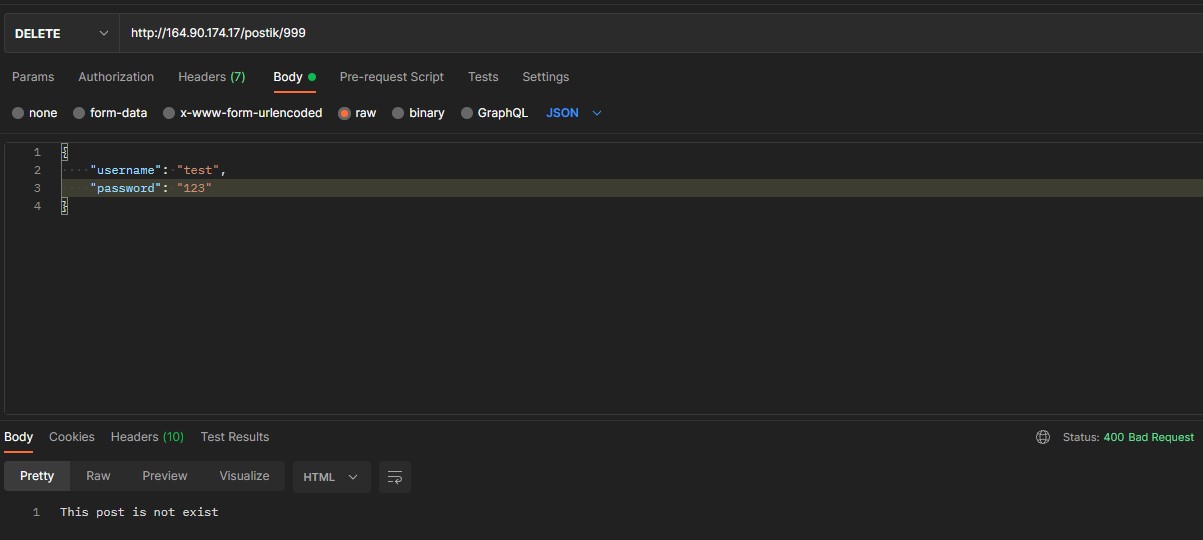 DELETE http://164.90.174.17/postik/999
Params Authorization Headers (7) Body Pre-request Script Tests Settings
none form-data x-www-form-urlencoded raw binary GraphQL JSON
1 {
2 "username": "test",
3 "password": "123"
4 }
Body Cookies Headers (10) Test Results Status: 400 Bad Request
Pretty Raw Preview Visualize HTML
1 This post is not exist